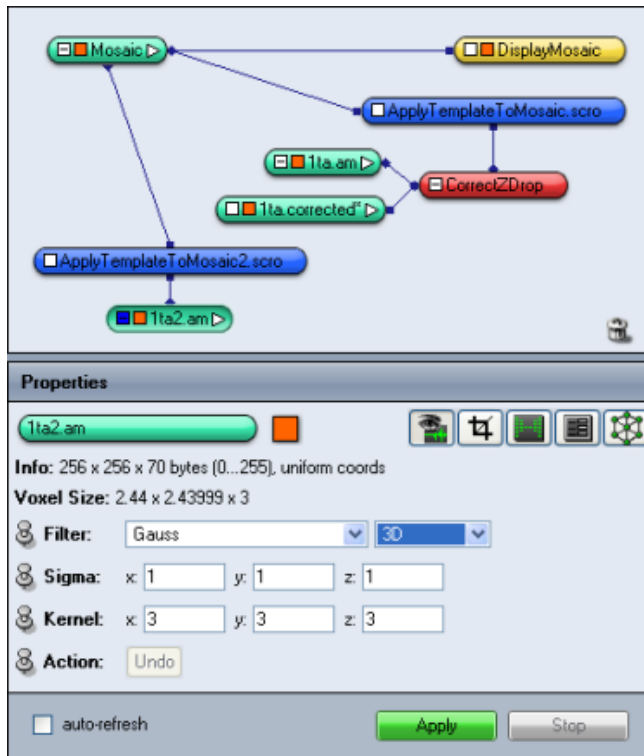 Mosaic
DisplayMosaic
ApplyTemplateToMosaic.scro
1ta.am
CorrectZDrop
1ta.corrected*
ApplyTemplateToMosaic2.scro
1ta2.am
Properties
1ta2.am
Info: 256 x 256 x 70 bytes (0...255), uniform coords
Voxel Size: 2.44 x 2.43999 x 3
Filter: Gauss 3D
Sigma: x: 1 y: 1 z: 1
Kernel: x: 3 y: 3 z: 3
Action: Undo
auto-refresh Apply Stop